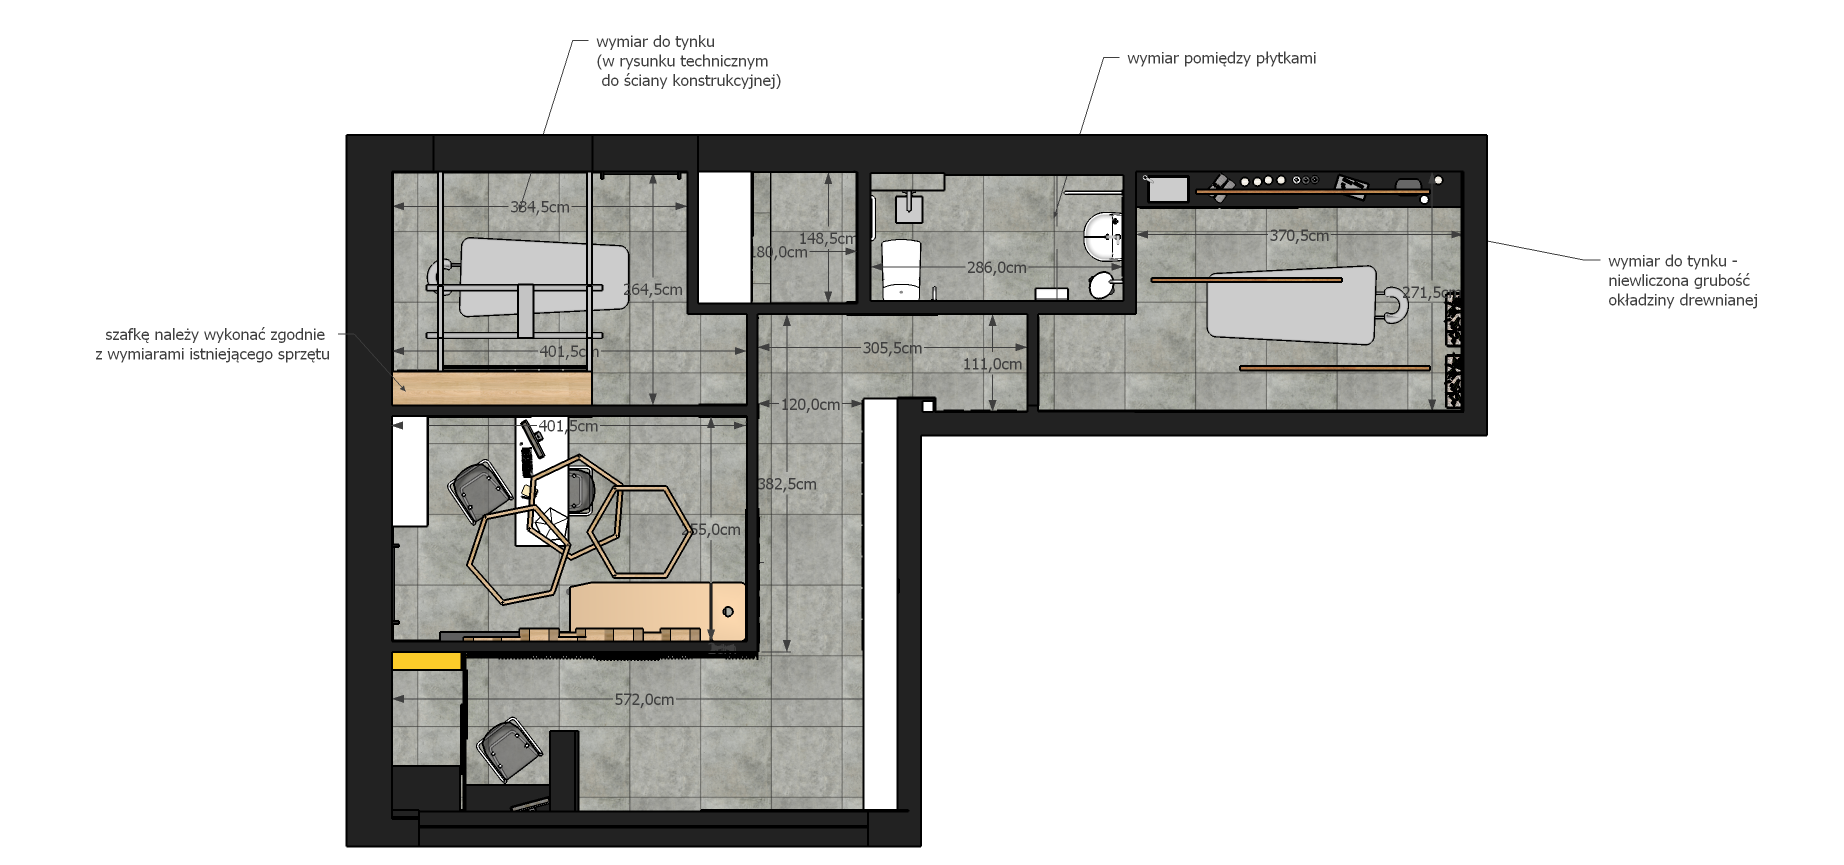 wymiar do tynku
(w rysunku technicznym
do ściany konstrukcyjnej)
wymiar pomiędzy płytkami
334,5cm
148,5cm
180,0cm
286,0cm
370,5cm
264,5cm
271,5cm
wymiar do tynku -
niewliczona grubość
okładziny drewnianej
szafkę należy wykonać zgodnie
z wymiarami istniejącego sprzętu
401,5cm
305,5cm
111,0cm
120,0cm
401,5cm
382,5cm
255,0cm
572,0cm